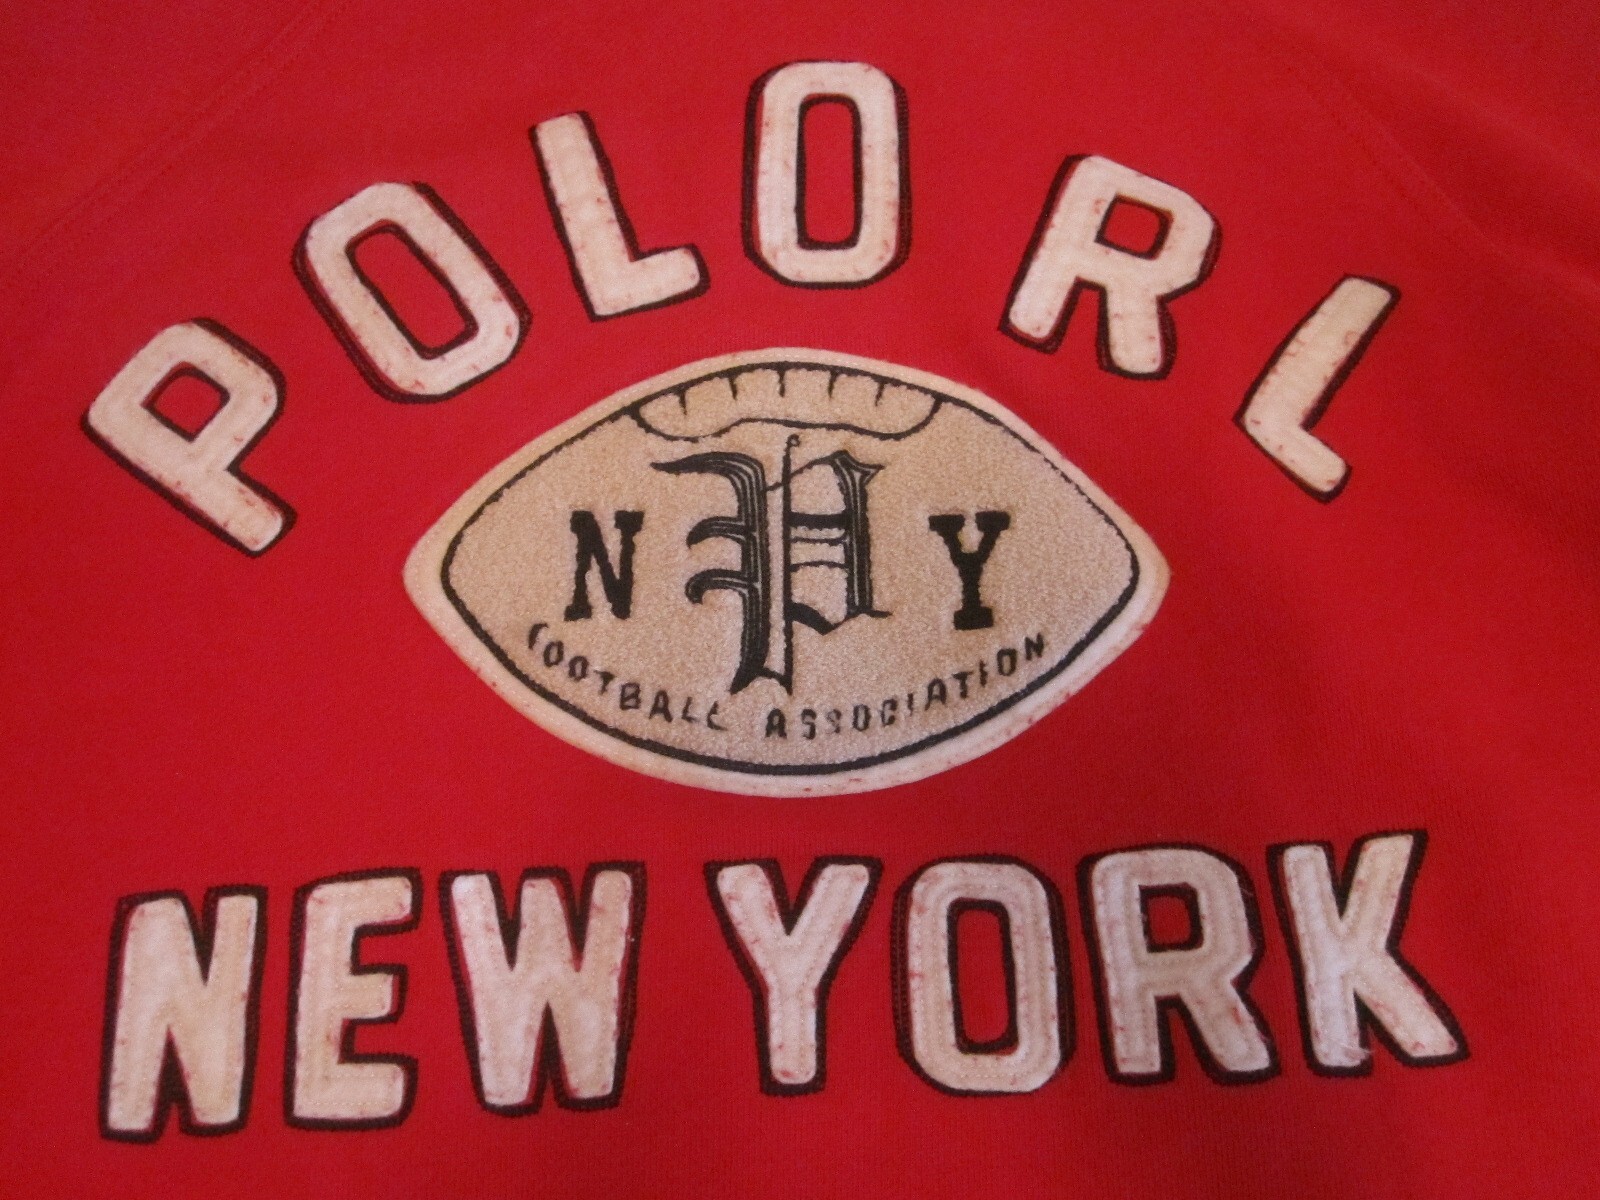 POLO RL
N P Y
FOOTBALL ASSOCIATION
NEW YORK